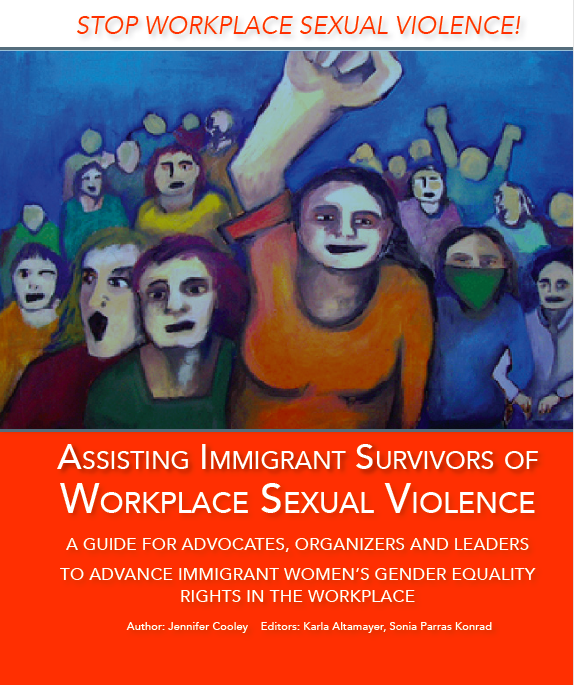 STOP WORKPLACE SEXUAL VIOLENCE!
ASSISTING IMMIGRANT SURVIVORS OF
WORKPLACE SEXUAL VIOLENCE
A GUIDE FOR ADVOCATES, ORGANIZERS AND LEADERS
TO ADVANCE IMMIGRANT WOMEN'S GENDER EQUALITY
RIGHTS IN THE WORKPLACE
Author: Jennifer Cooley Editors: Karla Altamayer, Sonia Parras Konrad